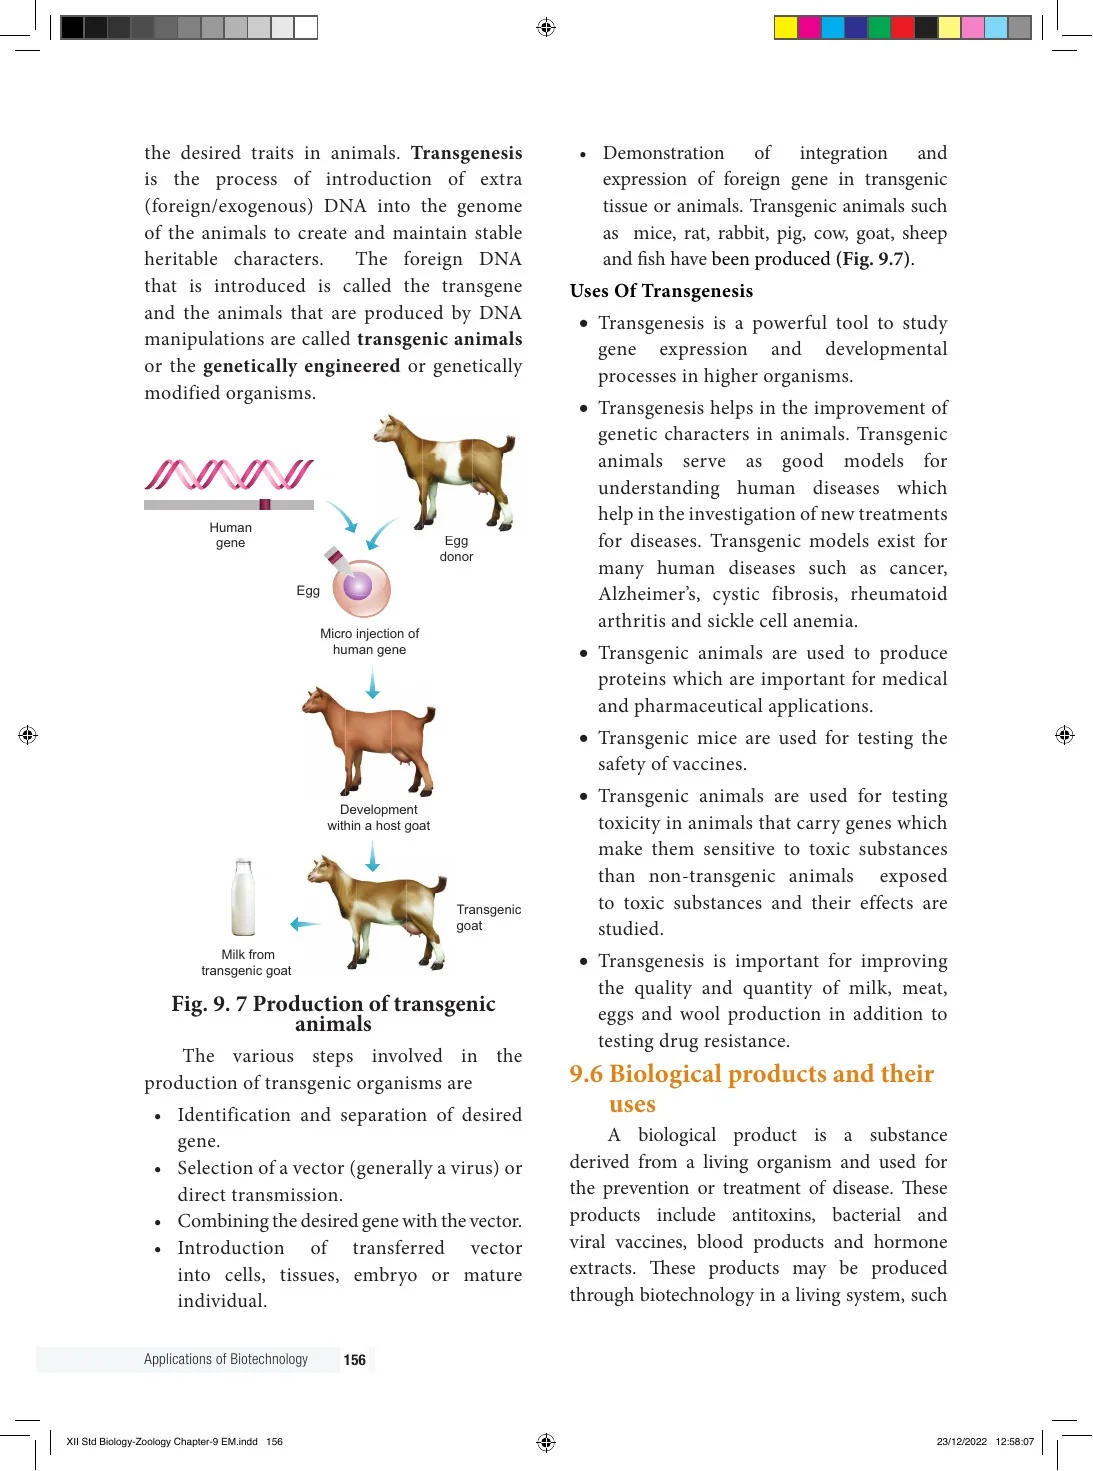 the desired traits in animals. Transgenesis
is the process of introduction of extra
(foreign/exogenous) DNA into the genome
of the animals to create and maintain stable
heritable characters. The foreign DNA
that is introduced is called the transgene
and the animals that are produced by DNA
manipulations are called transgenic animals
or the genetically engineered or genetically
modified organisms.
Human
gene
Egg
donor
Egg
Micro injection of
human gene
Development
within a host goat
Transgenic
goat
Milk from
transgenic goat
Fig. 9. 7 Production of transgenic
animals
The various steps involved in the
production of transgenic organisms are
• Identification and separation of desired
gene.
• Selection of a vector (generally a virus) or
direct transmission.
• Combining the desired gene with the vector.
• Introduction of transferred vector
into cells, tissues, embryo or mature
individual.
• Demonstration of integration and
expression of foreign gene in transgenic
tissue or animals. Transgenic animals such
as mice, rat, rabbit, pig, cow, goat, sheep
and fish have been produced (Fig. 9.7).
Uses Of Transgenesis
• Transgenesis is a powerful tool to study
gene expression and developmental
processes in higher organisms.
• Transgenesis helps in the improvement of
genetic characters in animals. Transgenic
animals serve as good models for
understanding human diseases which
help in the investigation of new treatments
for diseases. Transgenic models exist for
many human diseases such as cancer,
Alzheimer’s, cystic fibrosis, rheumatoid
arthritis and sickle cell anemia.
• Transgenic animals are used to produce
proteins which are important for medical
and pharmaceutical applications.
• Transgenic mice are used for testing the
safety of vaccines.
• Transgenic animals are used for testing
toxicity in animals that carry genes which
make them sensitive to toxic substances
than non-transgenic animals exposed
to toxic substances and their effects are
studied.
• Transgenesis is important for improving
the quality and quantity of milk, meat,
eggs and wool production in addition to
testing drug resistance.
9.6 Biological products and their
uses
A biological product is a substance
derived from a living organism and used for
the prevention or treatment of disease. These
products include antitoxins, bacterial and
viral vaccines, blood products and hormone
extracts. These products may be produced
through biotechnology in a living system, such
Applications of Biotechnology 156
XII Std Biology-Zoology Chapter-9 EM.indd 156
23/12/2022 12:58:07